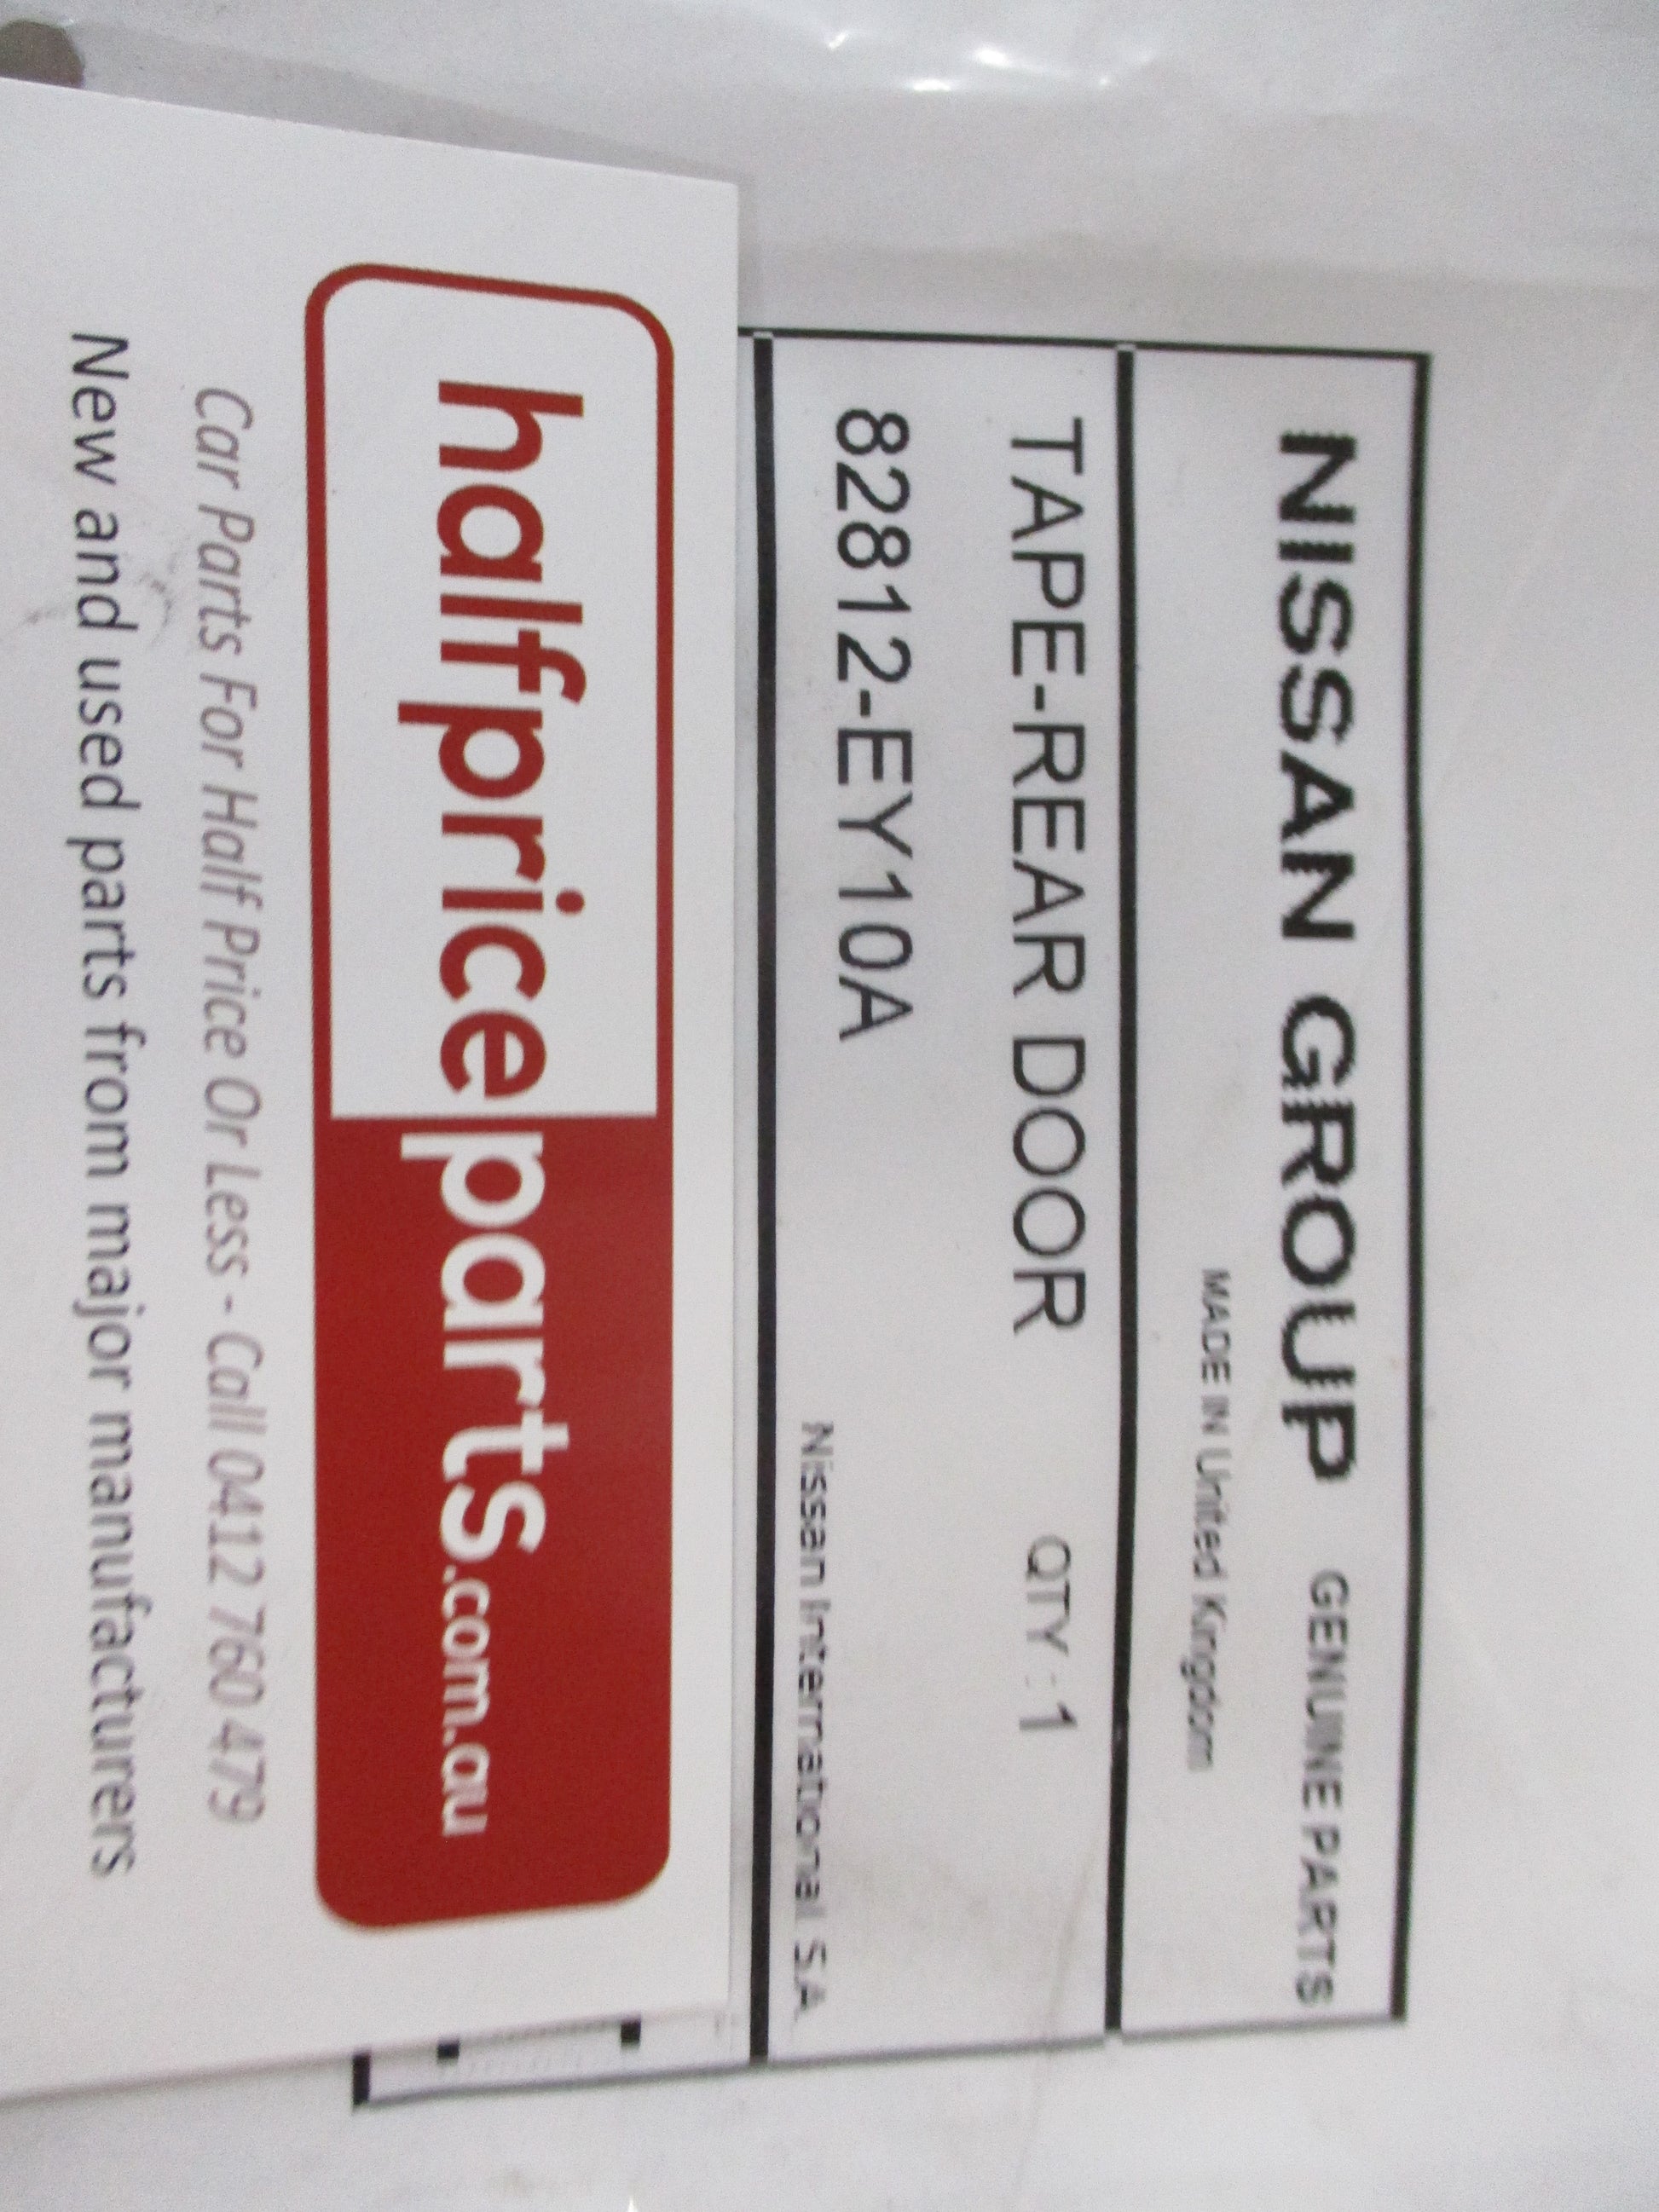 NISSAN GROUP GENUINE PARTS
MADE IN United Kingdom
TAPE-REAR DOOR QTY : 1
82812-EY10A
Nissan International SA
halfpriceparts.com.au
Car Parts For Half Price Or Less - Call 0412 760 479
New and used parts from major manufacturers